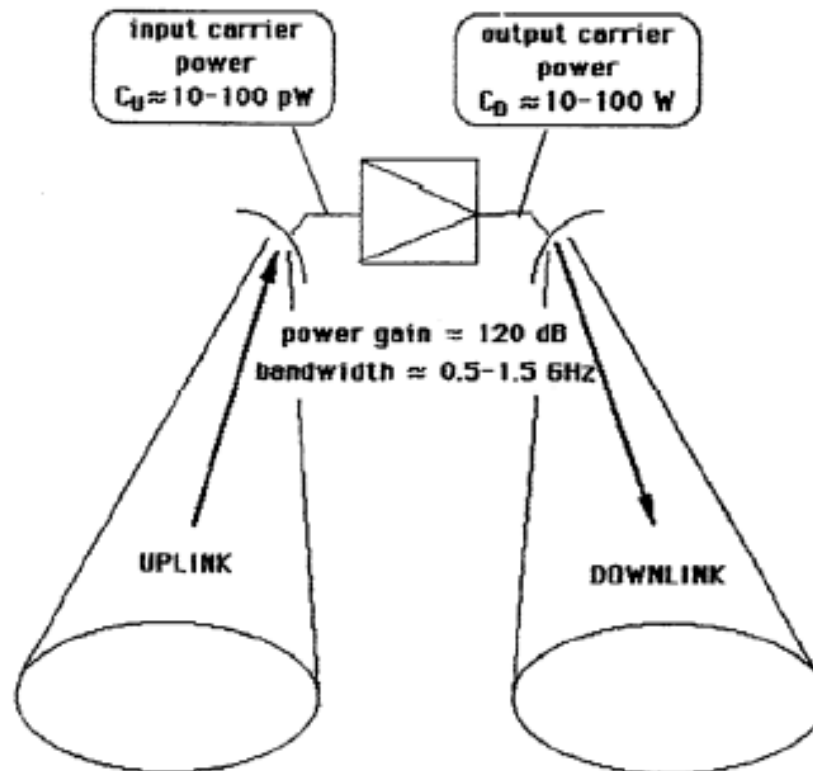 input carrier
power
C_U≈10-100 pW
output carrier
power
C_D ≈10-100 W
power gain ≈ 120 dB
bandwidth ≈ 0.5-1.5 GHz
UPLINK
DOWNLINK